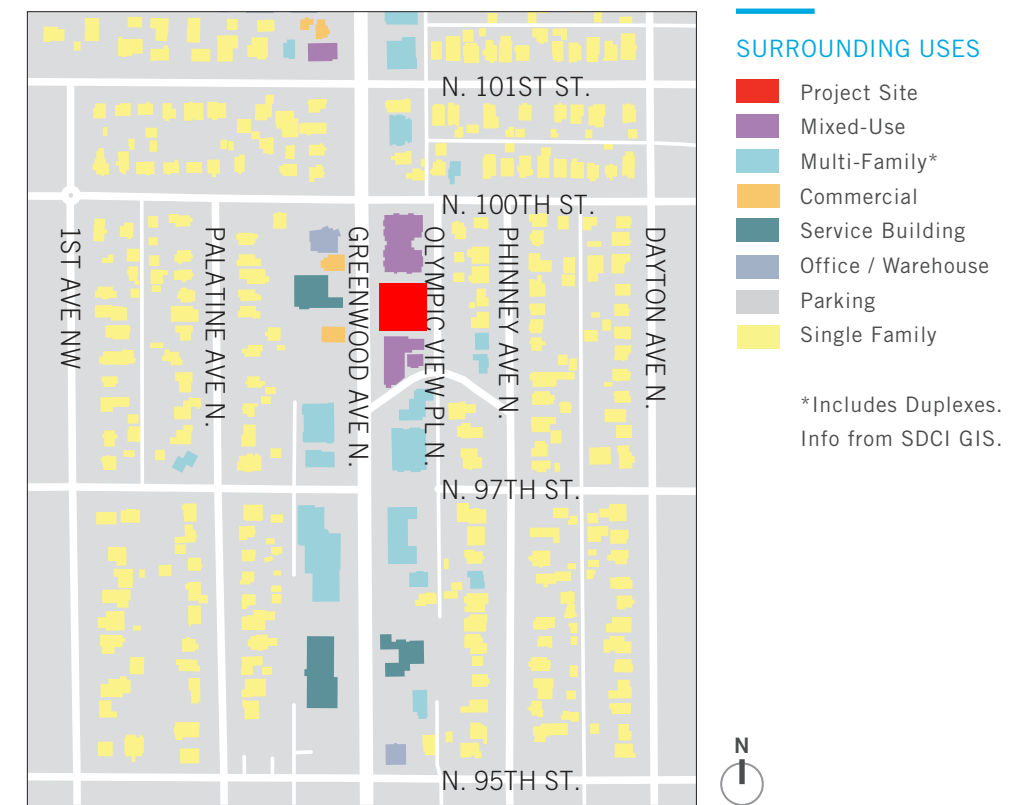 N. 101ST ST.
N. 100TH ST.
1ST AVE NW
PALATINE AVE N.
GREENWOOD AVE N.
OLYMPIC VIEW PL N.
PHINNEY AVE N.
DAYTON AVE N.
N. 97TH ST.
N. 95TH ST.
SURROUNDING USES
Project Site
Mixed-Use
Multi-Family*
Commercial
Service Building
Office / Warehouse
Parking
Single Family
*Includes Duplexes.
Info from SDCI GIS.
N